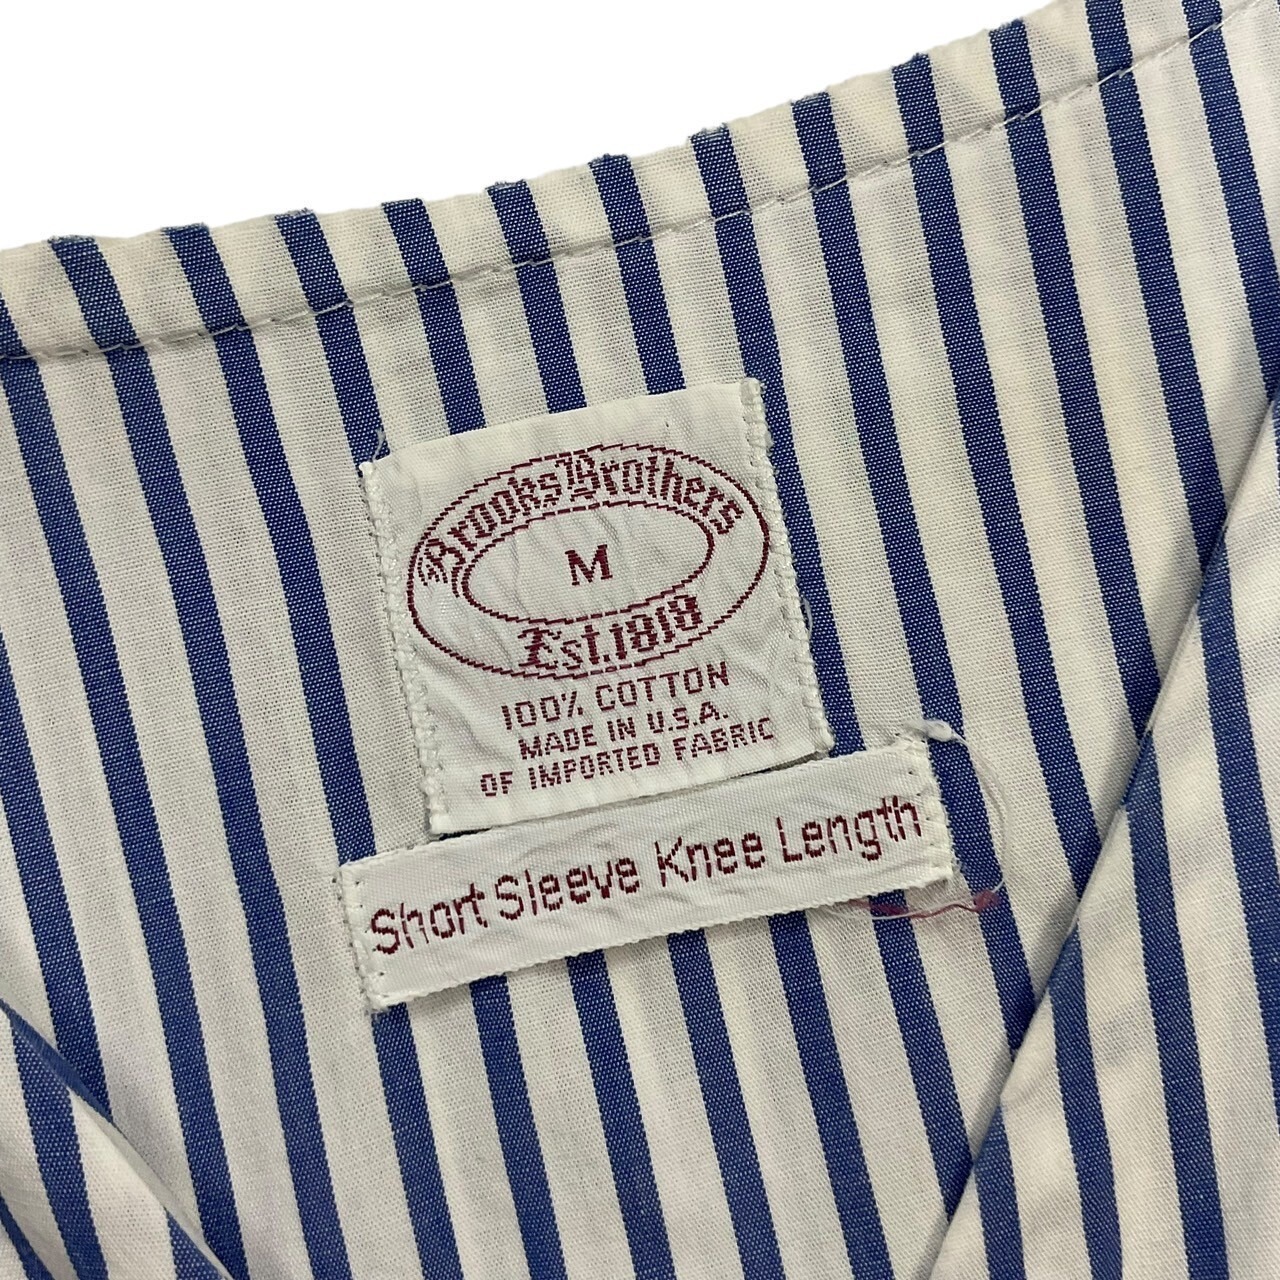 Brooks Brothers
M
Est. 1818
100% COTTON
MADE IN U.S.A.
OF IMPORTED FABRIC
Short Sleeve Knee Length